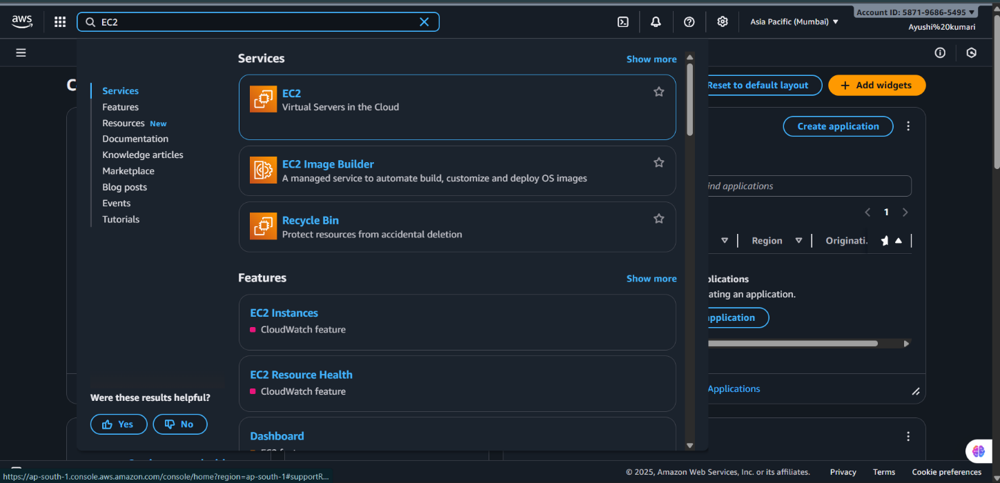 aws
EC2
Asia Pacific (Mumbai) ▼
Account ID: 5871-9686-5495 ▼
Ayushi%20kumari
Services
Features
Resources New
Documentation
Knowledge articles
Marketplace
Blog posts
Events
Tutorials
Were these results helpful?
Yes
No
Services
Show more
EC2
Virtual Servers in the Cloud
EC2 Image Builder
A managed service to automate build, customize and deploy OS images
Recycle Bin
Protect resources from accidental deletion
Features
Show more
EC2 Instances
CloudWatch feature
EC2 Resource Health
CloudWatch feature
Dashboard
Reset to default layout
+ Add widgets
Create application
ind applications
1
Region
Originati.
plications
ating an application.
application
Applications
https://ap-south-1.console.aws.amazon.com/console/home?region=ap-south-1#supportR...
© 2025, Amazon Web Services, Inc. or its affiliates.
Privacy
Terms
Cookie preferences